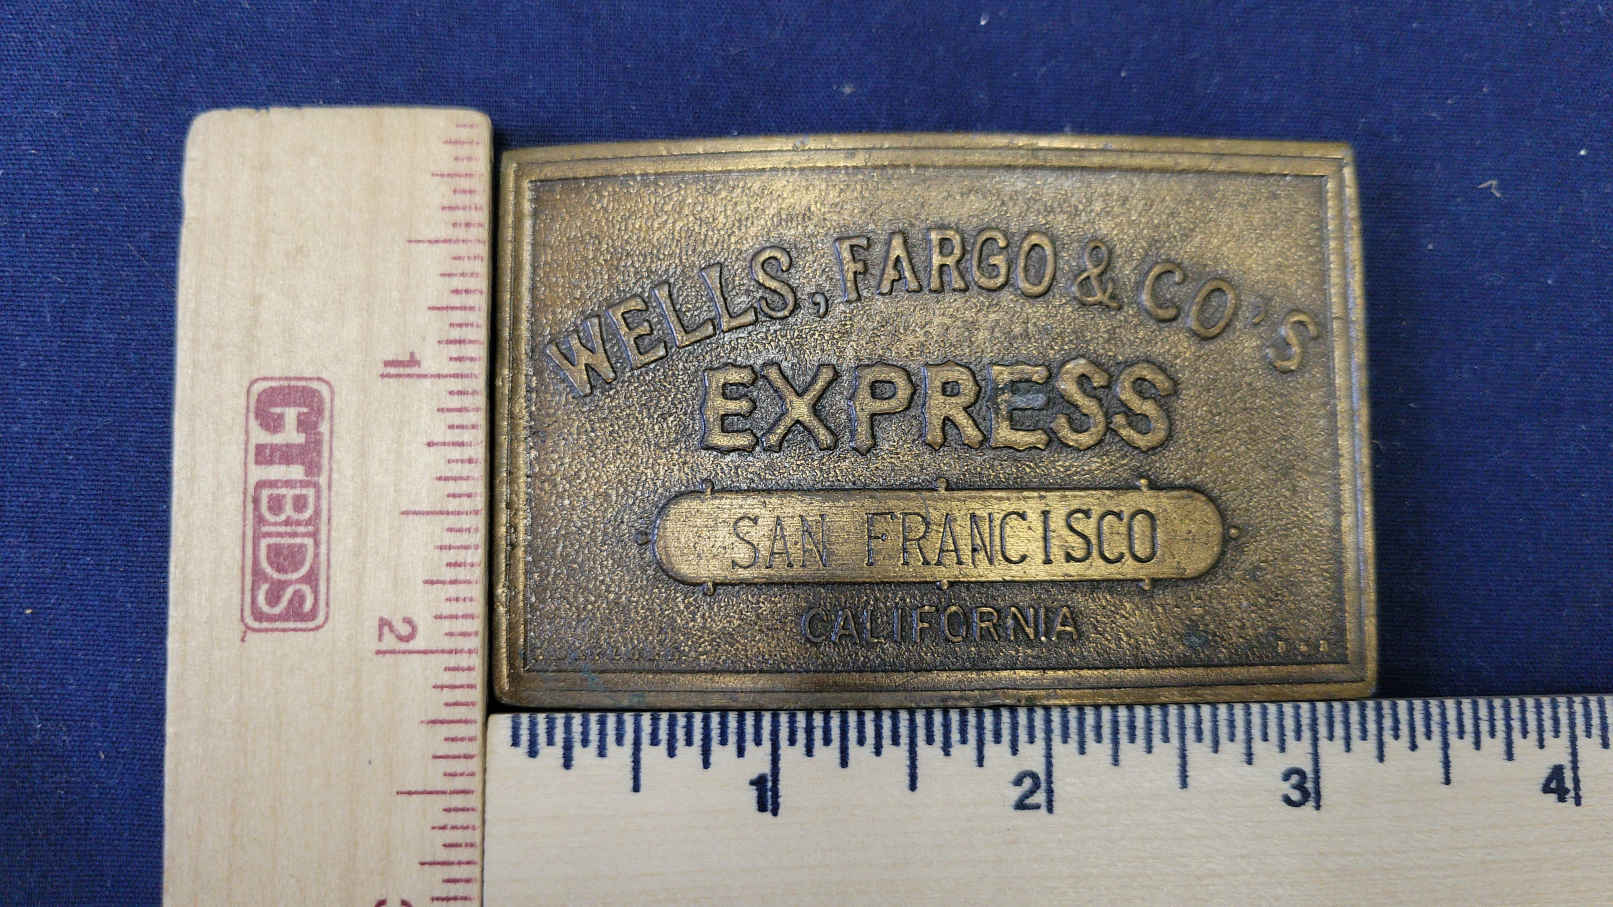 WELLS, FARGO & CO'S
EXPRESS
SAN FRANCISCO
CALIFORNIA
CTBIDS
1
2
1
2
3
4